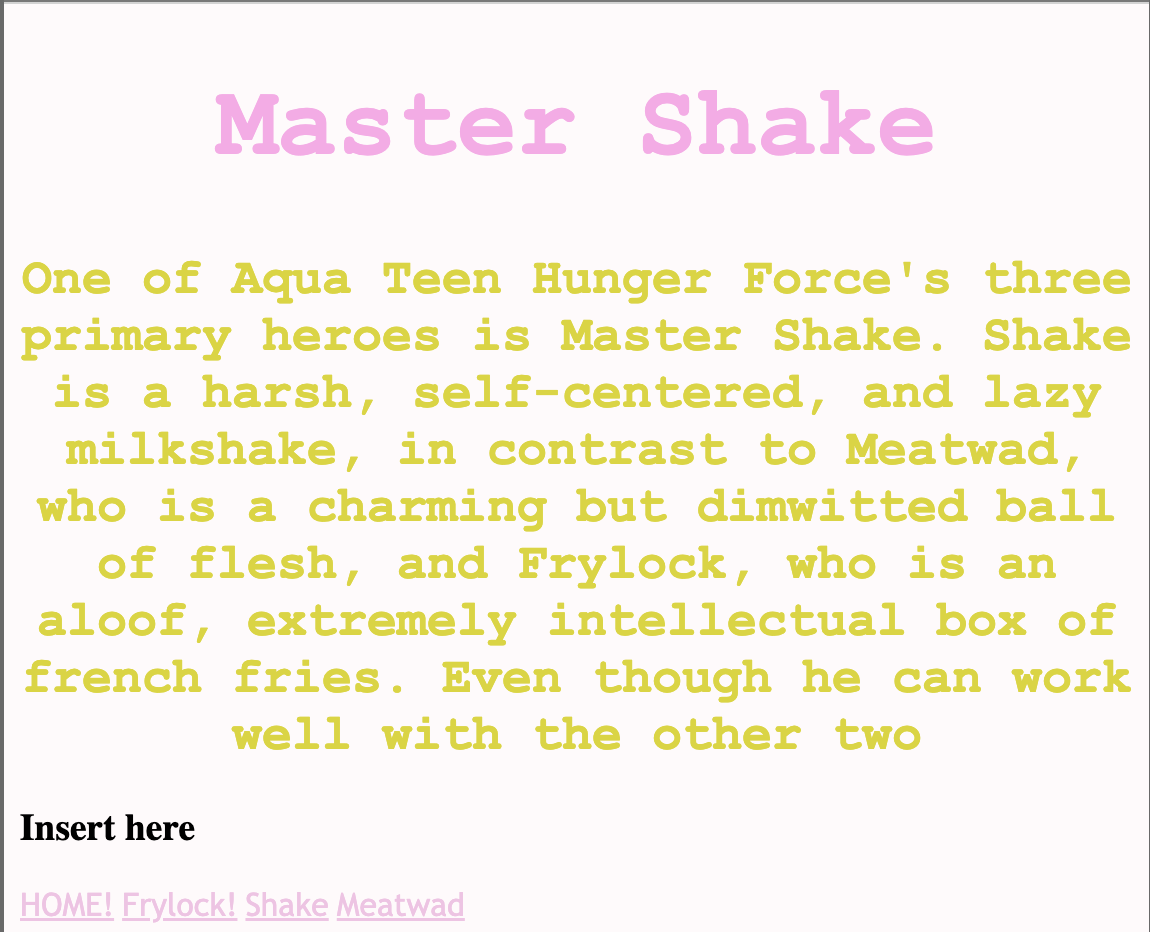 Master Shake
One of Aqua Teen Hunger Force's three
primary heroes is Master Shake. Shake
is a harsh, self-centered, and lazy
milkshake, in contrast to Meatwad,
who is a charming but dimwitted ball
of flesh, and Frylock, who is an
aloof, extremely intellectual box of
french fries. Even though he can work
well with the other two
Insert here
HOME! Frylock! Shake Meatwad